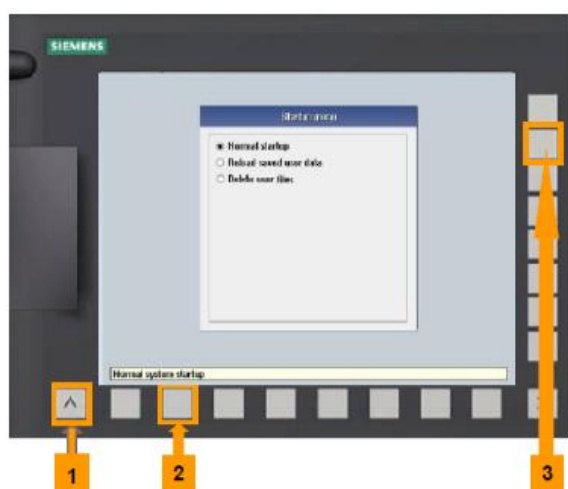 SIEMENS
Startup menu
Normal startup
Reload saved user data
Delete user files
Normal system startup
^
1
2
3